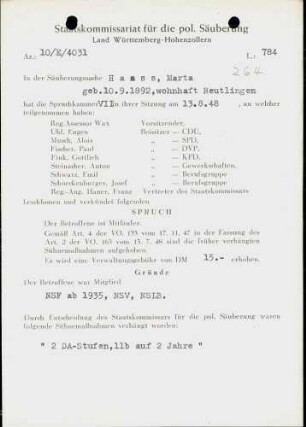 Staatskommissariat für die pol. Säuberung
Land Württemberg-Hohenzollern
Az.: 10/E/4031 L.: 784
264
In der Säuberungssache Haass, Marta
geb.10.9.1892,wohnhaft Reutlingen
hat die Spruchkammer VII in ihrer Sitzung am 13.8.48 , an welcher
teilgenommen haben:
Reg.Assessor Wax Vorsitzender,
Uhl, Eugen Beisitzer — CDU,
Munch, Alois „ — SPD,
Fischer, Paul „ — DVP,
Fink, Gottlieb „ — KPD,
Steinacher, Anton „ — Gewerkschaften,
Schwarz, Emil „ — Berufsgruppe
Schneckenburger, Josef „ — Berufsgruppe
Reg.-Ang. Hauer, Franz Vertreter des Staatskommissars
beschlossen und verkündet folgenden
SPRUCH
Der Betroffene ist Mitläufer.
Gemäß Art. 4 der VO. 133 vom 17. 11. 47 in der Fassung des
Art. 2 der VO. 165 vom 13. 7. 48 sind die früher verhängten
Sühnemaßnahmen aufgehoben.
Es wird eine Verwaltungsgebühr von DM 15.- erhoben.
Gründe
Der Betroffene war Mitglied
NSF ab 1935, NSV, NSLB.
Durch Entscheidung des Staatskommissars für die pol. Säuberung waren
folgende Sühnemaßnahmen verhängt worden:
" 2 DA-Stufen,11b auf 2 Jahre "